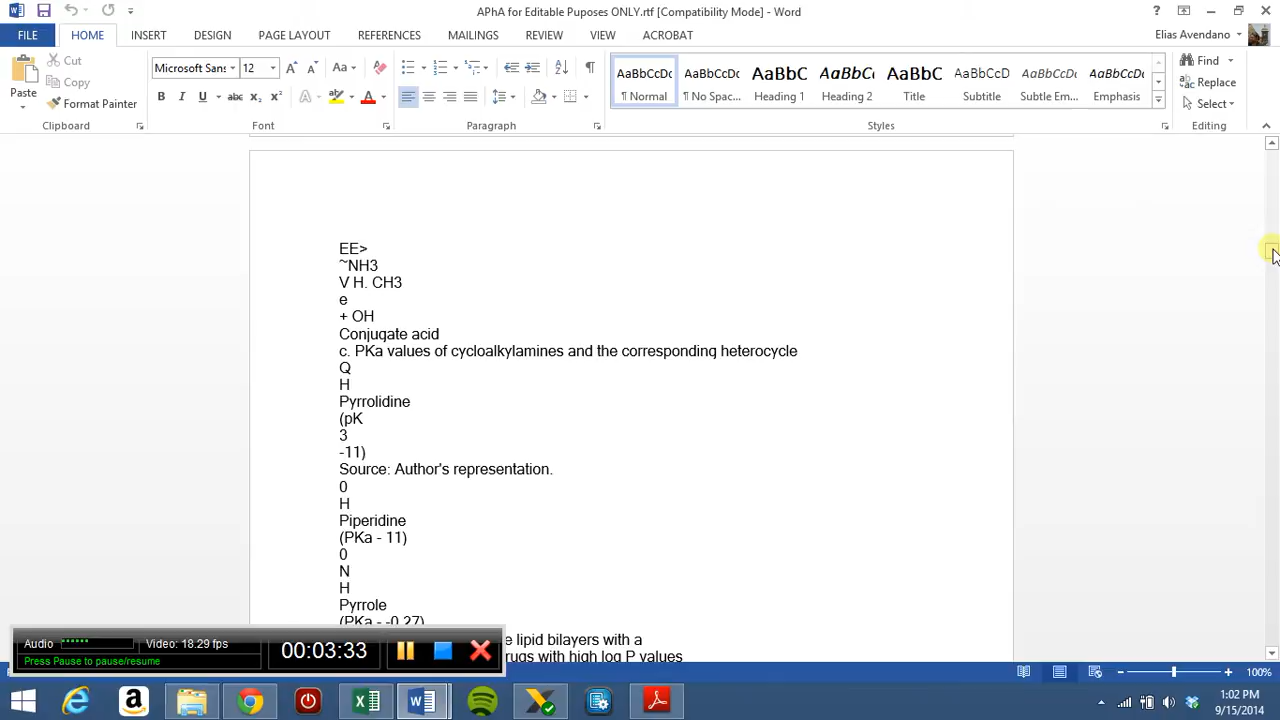 APhA for Editable Puposes ONLY.rtf [Compatibility Mode] - Word
FILE HOME INSERT DESIGN PAGE LAYOUT REFERENCES MAILINGS REVIEW VIEW ACROBAT Elias Avendano
Paste
Cut
Copy
Format Painter
Clipboard
Microsoft Sans 12
Font
Paragraph
AaBbCcDc AaBbCcDc AaBbC AaBbC( AaBbC AaBbCcD AaBbCcDc AaBbCcDc
¶ Normal ¶ No Spac... Heading 1 Heading 2 Title Subtitle Subtle Em... Emphasis
Styles
Find
Replace
Select
Editing
EE>
~NH3
V H. CH3
e
+ OH
Conjuqate acid
c. PKa values of cycloalkylamines and the corresponding heterocycle
Q
H
Pyrrolidine
(pK
3
-11)
Source: Author's representation.
0
H
Piperidine
(PKa - 11)
0
N
H
Pyrrole
(PKa - -0.27)
e lipid bilayers with a
rugs with high log P values
Audio Video: 18.29 fps
Press Pause to pause/resume
00:03:33
100%
1:02 PM
9/15/2014